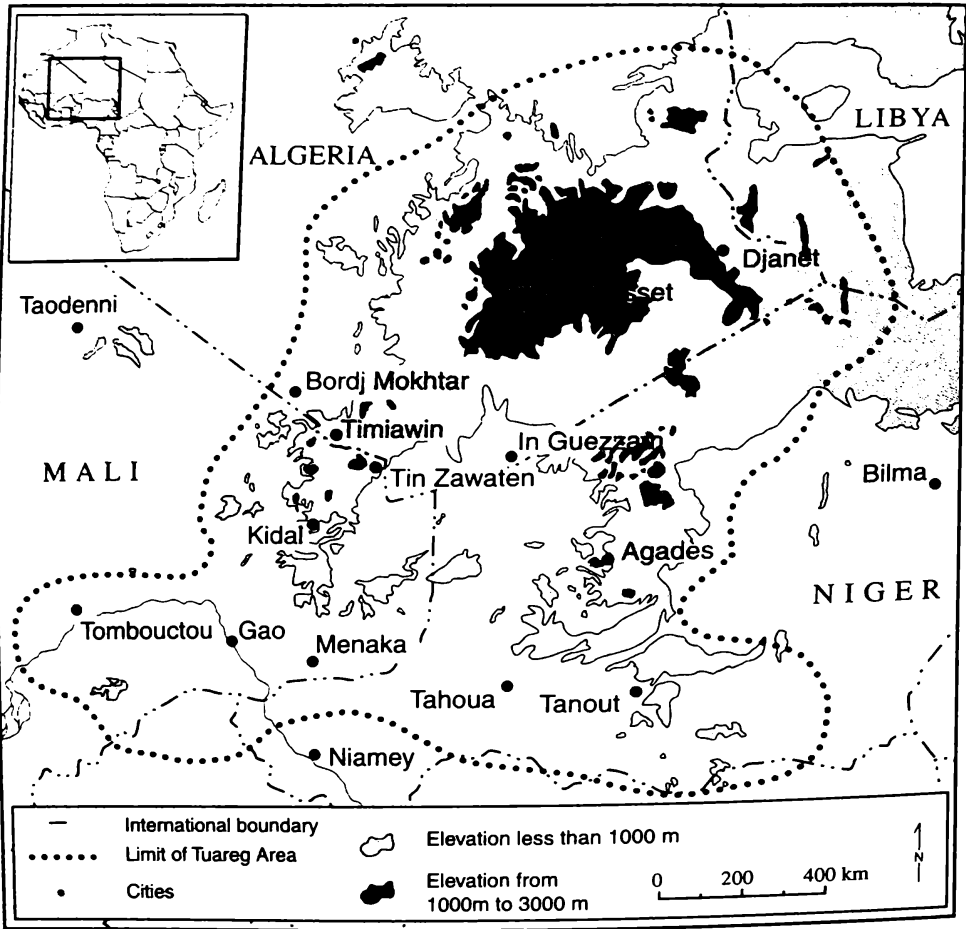 ALGERIA
LIBYA
Djanet
sset
Taodenni
Bordj Mokhtar
Timiawin
In Guezzam
MALI
Tin Zawaten
Bilma
Kidal
Agades
NIGER
Tombouctou
Gao
Menaka
Tahoua
Tanout
Niamey
International boundary
Limit of Tuareg Area
Cities
Elevation less than 1000 m
Elevation from
1000m to 3000 m
0 200 400 km
N